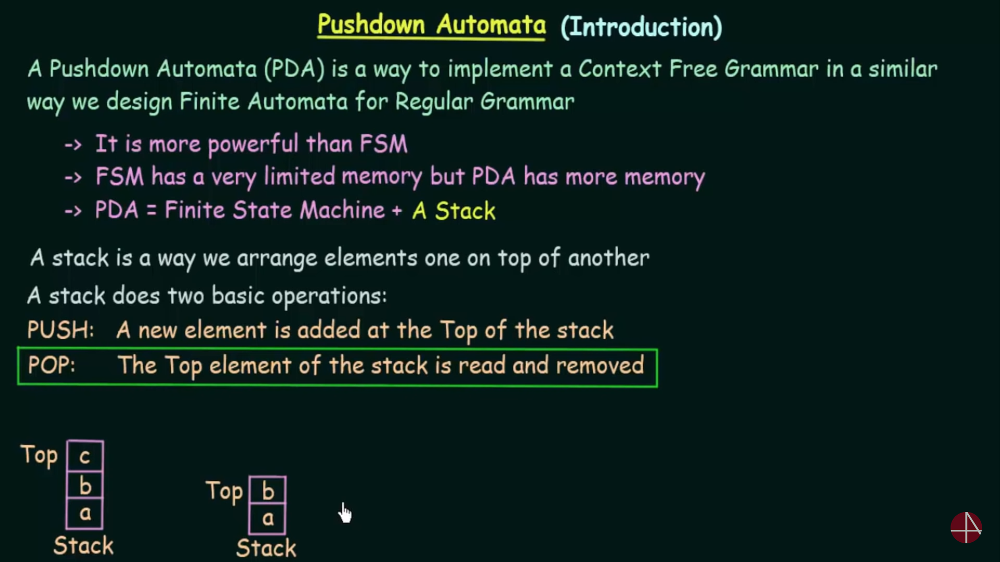 Pushdown Automata (Introduction)
A Pushdown Automata (PDA) is a way to implement a Context Free Grammar in a similar
way we design Finite Automata for Regular Grammar
-> It is more powerful than FSM
-> FSM has a very limited memory but PDA has more memory
-> PDA = Finite State Machine + A Stack
A stack is a way we arrange elements one on top of another
A stack does two basic operations:
PUSH: A new element is added at the Top of the stack
POP: The Top element of the stack is read and removed
Top c
b
a
Stack
Top b
a
Stack